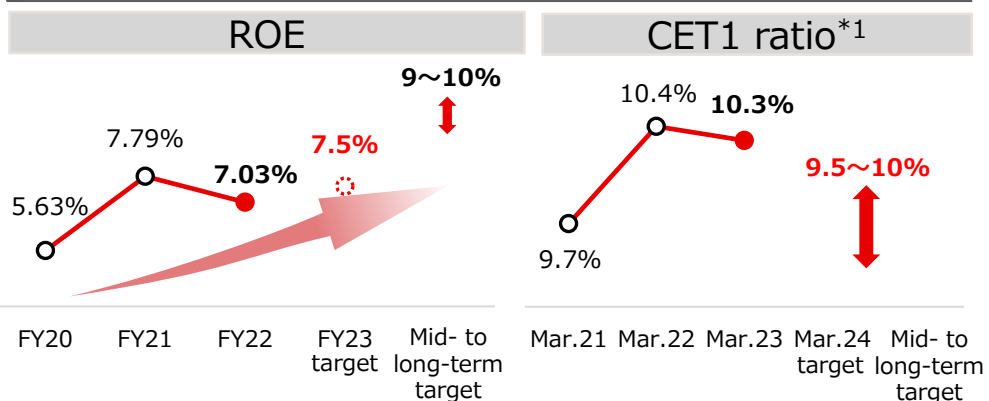 ROE
9～10%
7.79%
7.5%
7.03%
5.63%
FY20
FY21
FY22
FY23
target
Mid- to
long-term
target
CET1 ratio*1
10.4%
10.3%
9.5～10%
9.7%
Mar.21
Mar.22
Mar.23
Mar.24
target
Mid- to
long-term
target